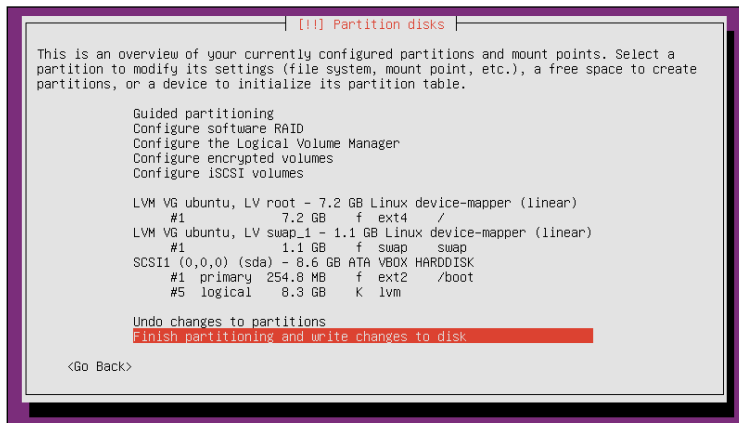 [!!] Partition disks
This is an overview of your currently configured partitions and mount points. Select a
partition to modify its settings (file system, mount point, etc.), a free space to create
partitions, or a device to initialize its partition table.
Guided partitioning
Configure software RAID
Configure the Logical Volume Manager
Configure encrypted volumes
Configure iSCSI volumes
LVM VG ubuntu, LV root - 7.2 GB Linux device-mapper (linear)
#1 7.2 GB f ext4 /
LVM VG ubuntu, LV swap_1 - 1.1 GB Linux device-mapper (linear)
#1 1.1 GB f swap swap
SCSI1 (0,0,0) (sda) - 8.6 GB ATA VBOX HARDDISK
#1 primary 254.8 MB f ext2 /boot
#5 logical 8.3 GB K lvm
Undo changes to partitions
Finish partitioning and write changes to disk
<Go Back>